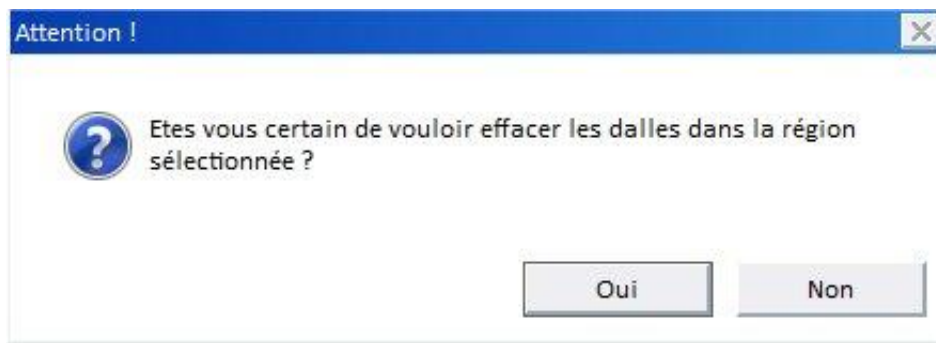 Attention !
Etes vous certain de vouloir effacer les dalles dans la région
sélectionnée ?
Oui Non